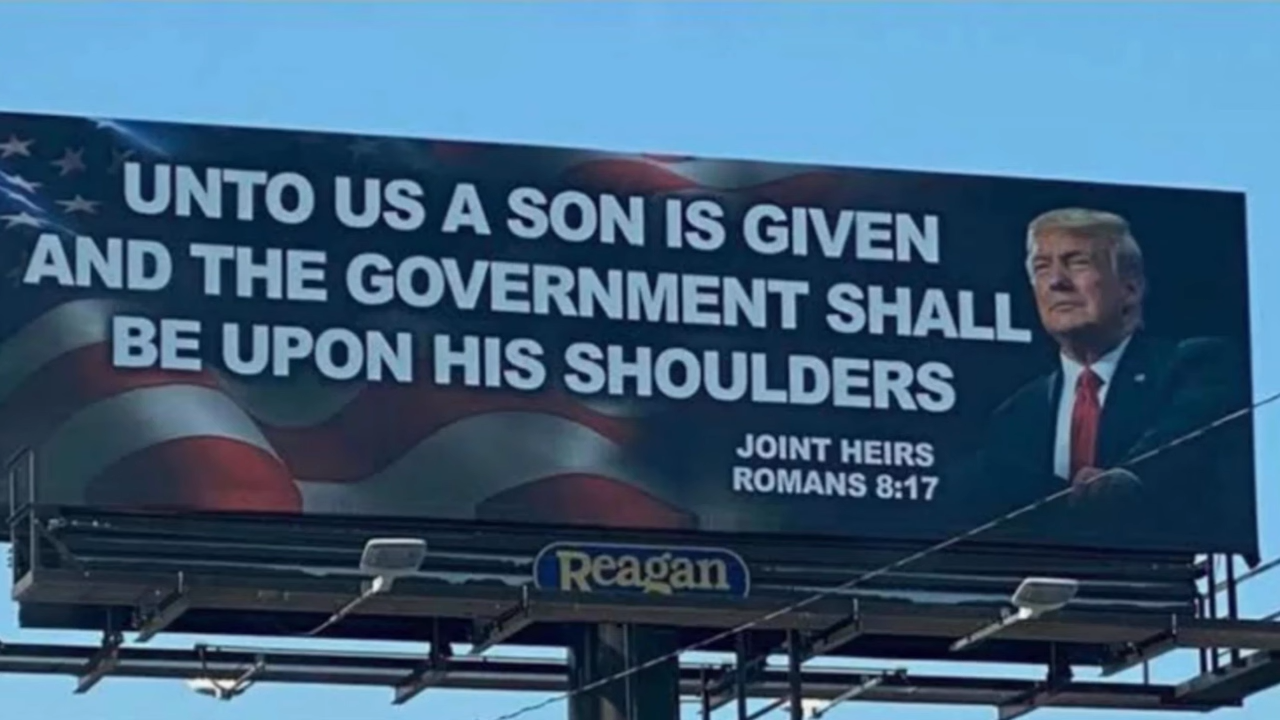 UNTO US A SON IS GIVEN
AND THE GOVERNMENT SHALL
BE UPON HIS SHOULDERS
JOINT HEIRS
ROMANS 8:17
Reagan